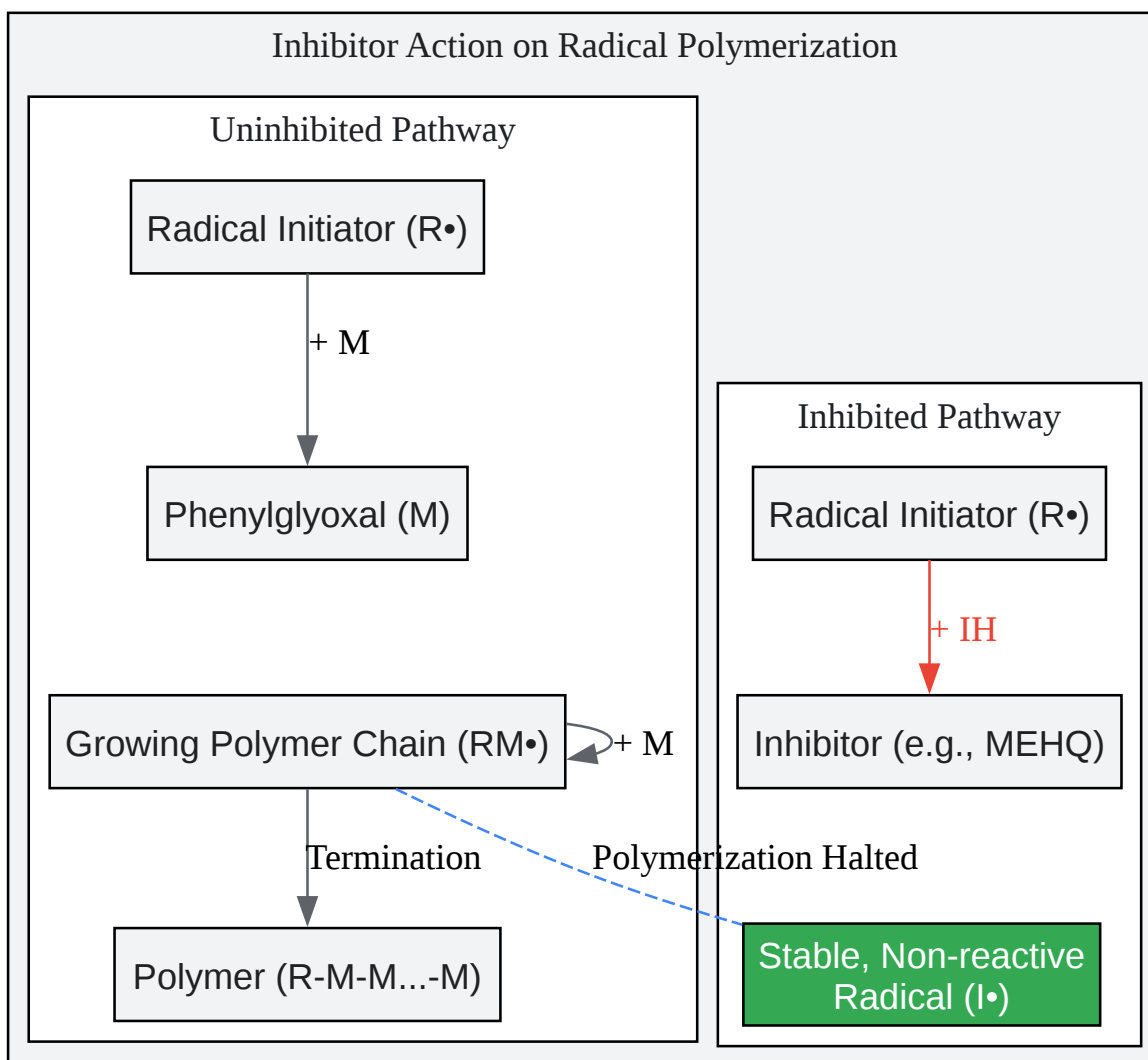 Inhibitor Action on Radical Polymerization
Uninhibited Pathway
Radical Initiator (R•)
+ M
Phenylglyoxal (M)
Growing Polymer Chain (RM•)
+ M
Termination
Polymer (R-M-M...-M)
Polymerization Halted
Inhibited Pathway
Radical Initiator (R•)
+ IH
Inhibitor (e.g., MEHQ)
Stable, Non-reactive
Radical (I•)